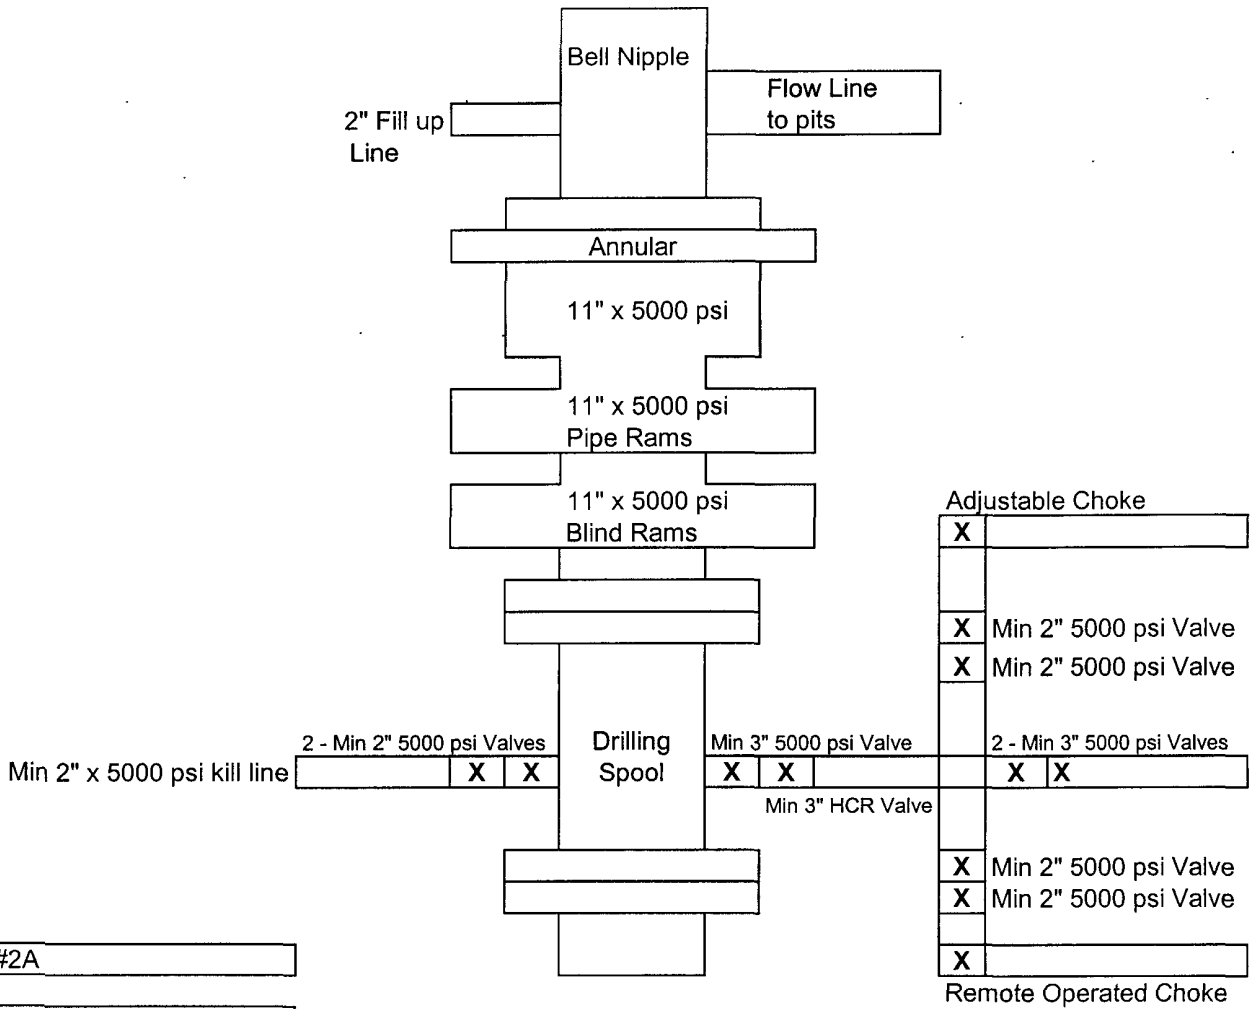 Bell Nipple
Flow Line
to pits
2" Fill up
Line
Annular
11" x 5000 psi
11" x 5000 psi
Pipe Rams
11" x 5000 psi
Blind Rams
Adjustable Choke
X
X Min 2" 5000 psi Valve
X Min 2" 5000 psi Valve
2 - Min 2" 5000 psi Valves
Drilling
Spool
Min 3" 5000 psi Valve
2 - Min 3" 5000 psi Valves
Min 2" x 5000 psi kill line
X X
X X
X X
Min 3" HCR Valve
X Min 2" 5000 psi Valve
X Min 2" 5000 psi Valve
#2A
X
Remote Operated Choke